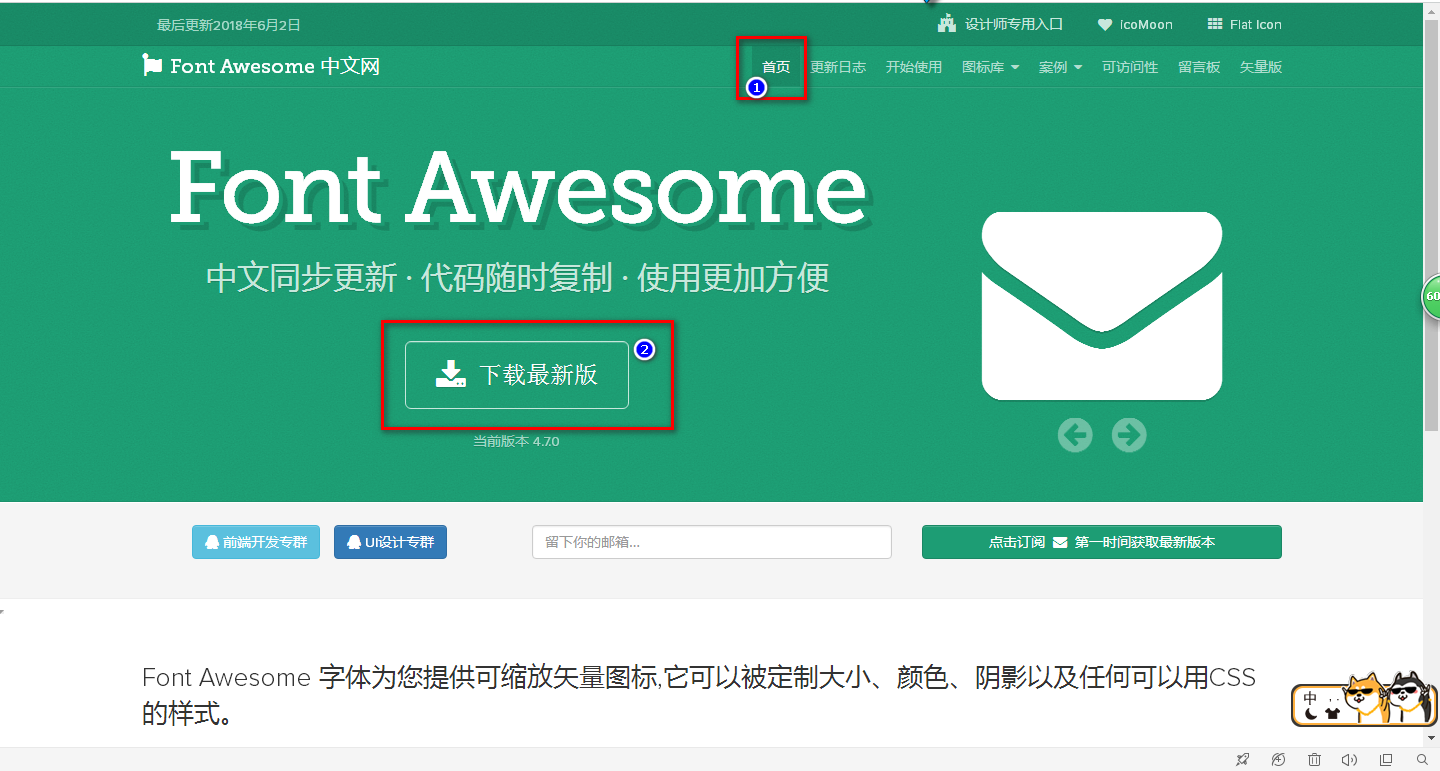 最后更新2018年6月2日
设计师专用入口
IcoMoon
Flat Icon
Font Awesome 中文网
首页
更新日志
开始使用
图标库
案例
可访问性
留言板
矢量版
1
Font Awesome
中文同步更新 · 代码随时复制 · 使用更加方便
2
下载最新版
当前版本 4.7.0
60
前端开发专群
UI设计专群
留下你的邮箱...
点击订阅 第一时间获取最新版本
Font Awesome 字体为您提供可缩放矢量图标,它可以被定制大小、颜色、阴影以及任何可以用CSS
的样式。
中